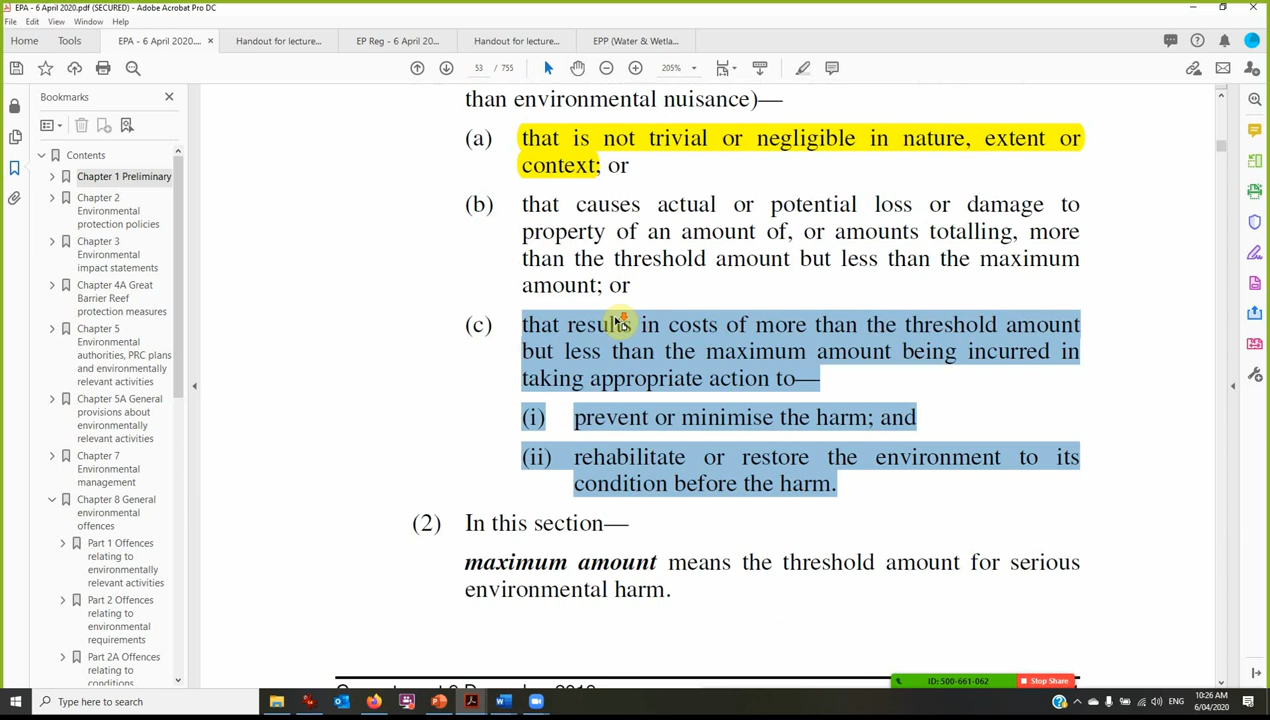 EPA - 6 April 2020.pdf (SECURED) - Adobe Acrobat Pro DC
File Edit View Window Help
Home Tools EPA - 6 April 2020.... × Handout for lecture... EP Reg - 6 April 20... Handout for lecture... EPP (Water & Wetla...
53 / 755 205%
Bookmarks
Contents
Chapter 1 Preliminary
Chapter 2
Environmental
protection policies
Chapter 3
Environmental
impact statements
Chapter 4A Great
Barrier Reef
protection measures
Chapter 5
Environmental
authorities, PRC plans
and environmentally
relevant activities
Chapter 5A General
provisions about
environmentally
relevant activities
Chapter 7
Environmental
management
Chapter 8 General
environmental
offences
Part 1 Offences
relating to
environmentally
relevant activities
Part 2 Offences
relating to
environmental
requirements
Part 2A Offences
relating to
conditions
than environmental nuisance)—
(a) that is not trivial or negligible in nature, extent or
context; or
(b) that causes actual or potential loss or damage to
property of an amount of, or amounts totalling, more
than the threshold amount but less than the maximum
amount; or
(c) that results in costs of more than the threshold amount
but less than the maximum amount being incurred in
taking appropriate action to—
(i) prevent or minimise the harm; and
(ii) rehabilitate or restore the environment to its
condition before the harm.
(2) In this section—
maximum amount means the threshold amount for serious
environmental harm.
ID: 500-661-062 Stop Share
Type here to search
ENG
10:26 AM
6/04/2020